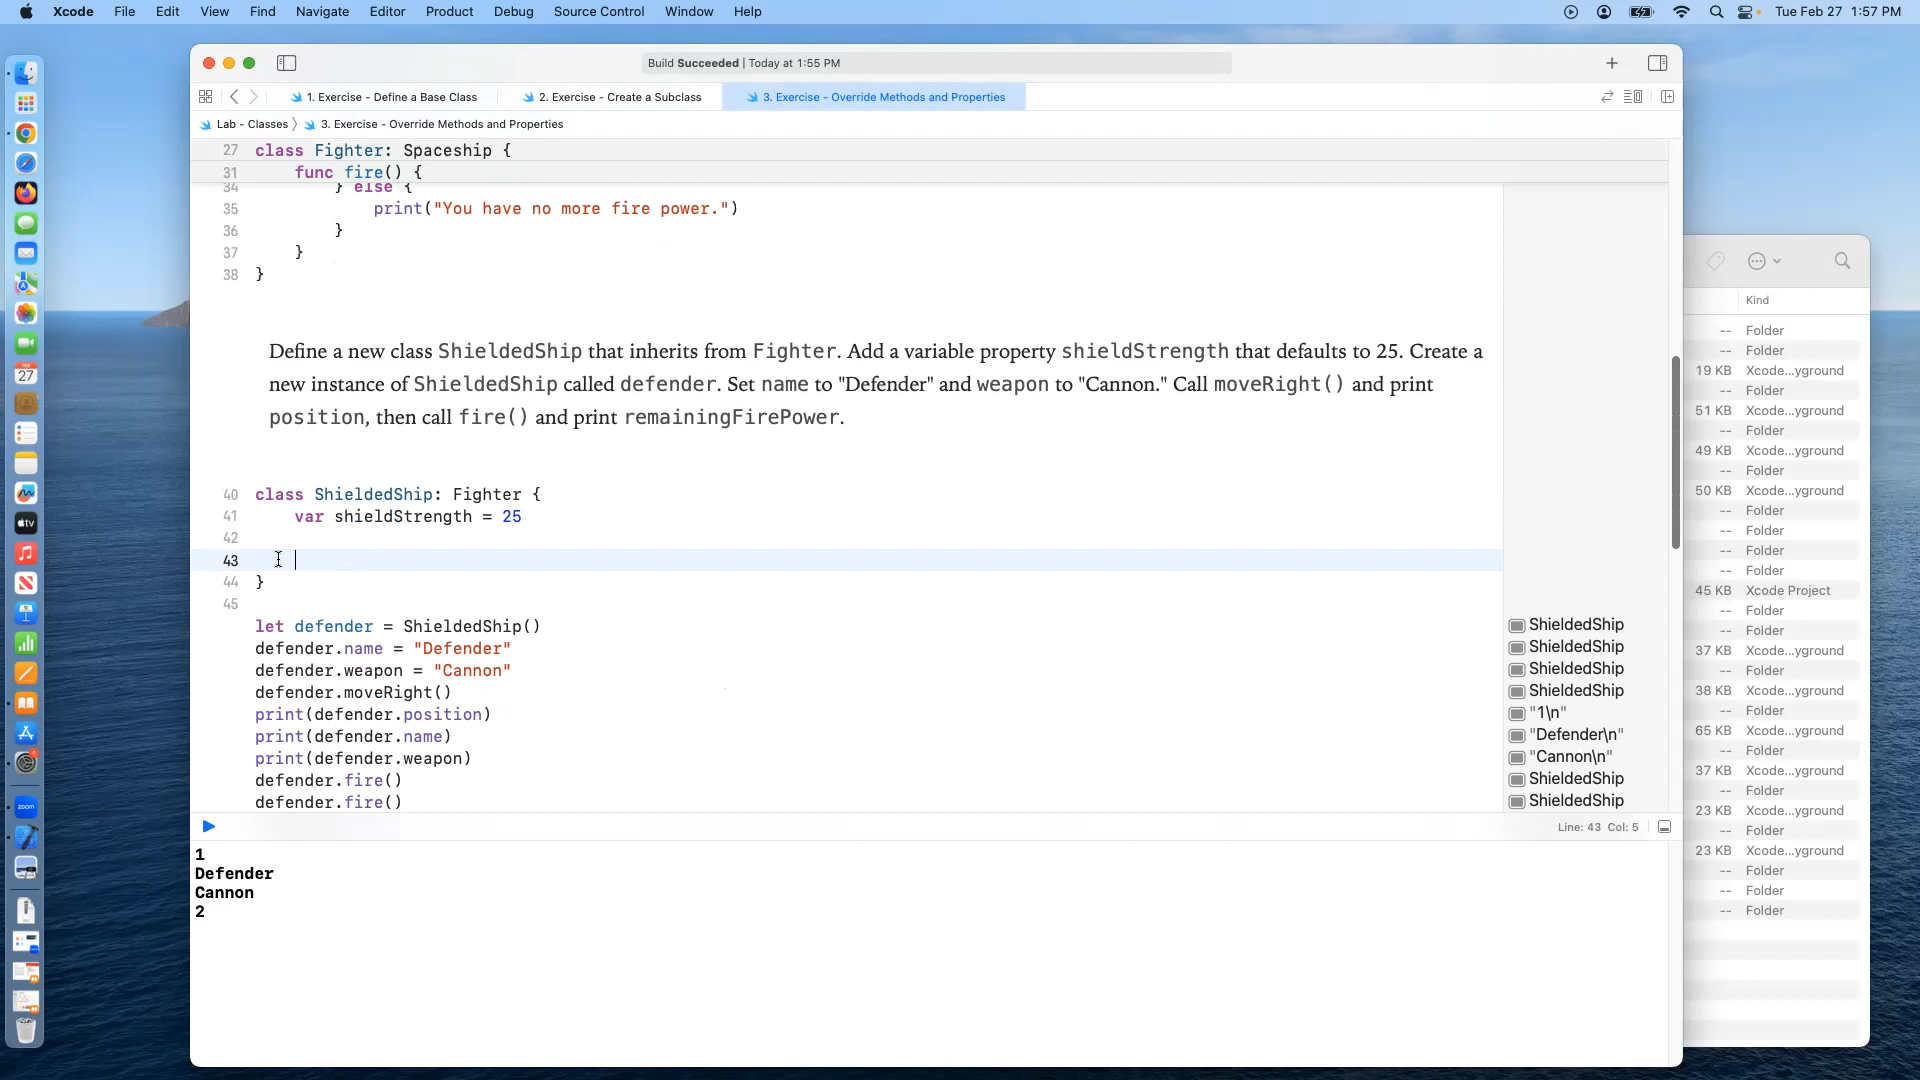 Xcode File Edit View Find Navigate Editor Product Debug Source Control Window Help
Tue Feb 27 1:57 PM
Build Succeeded | Today at 1:55 PM
1. Exercise - Define a Base Class
2. Exercise - Create a Subclass
3. Exercise - Override Methods and Properties
Lab - Classes 〉 3. Exercise - Override Methods and Properties
27 class Fighter: Spaceship {
31 func fire() {
34 } else {
35 print("You have no more fire power.")
36 }
37 }
38 }
Define a new class ShieldedShip that inherits from Fighter. Add a variable property shieldStrength that defaults to 25. Create a
new instance of ShieldedShip called defender. Set name to "Defender" and weapon to "Cannon." Call moveRight() and print
position, then call fire() and print remainingFirePower.
40 class ShieldedShip: Fighter {
41 var shieldStrength = 25
42
43
44 }
45
let defender = ShieldedShip() ShieldedShip
defender.name = "Defender" ShieldedShip
defender.weapon = "Cannon" ShieldedShip
defender.moveRight() ShieldedShip
print(defender.position) "1\n"
print(defender.name) "Defender\n"
print(defender.weapon) "Cannon\n"
defender.fire() ShieldedShip
defender.fire() ShieldedShip
Line: 43 Col: 5
1
Defender
Cannon
2
Kind
-- Folder
-- Folder
19 KB Xcode...yground
-- Folder
51 KB Xcode...yground
-- Folder
49 KB Xcode...yground
-- Folder
50 KB Xcode...yground
-- Folder
-- Folder
-- Folder
-- Folder
45 KB Xcode Project
-- Folder
-- Folder
37 KB Xcode...yground
-- Folder
38 KB Xcode...yground
-- Folder
65 KB Xcode...yground
-- Folder
37 KB Xcode...yground
-- Folder
23 KB Xcode...yground
-- Folder
23 KB Xcode...yground
-- Folder
-- Folder
-- Folder
27
tv
zoom